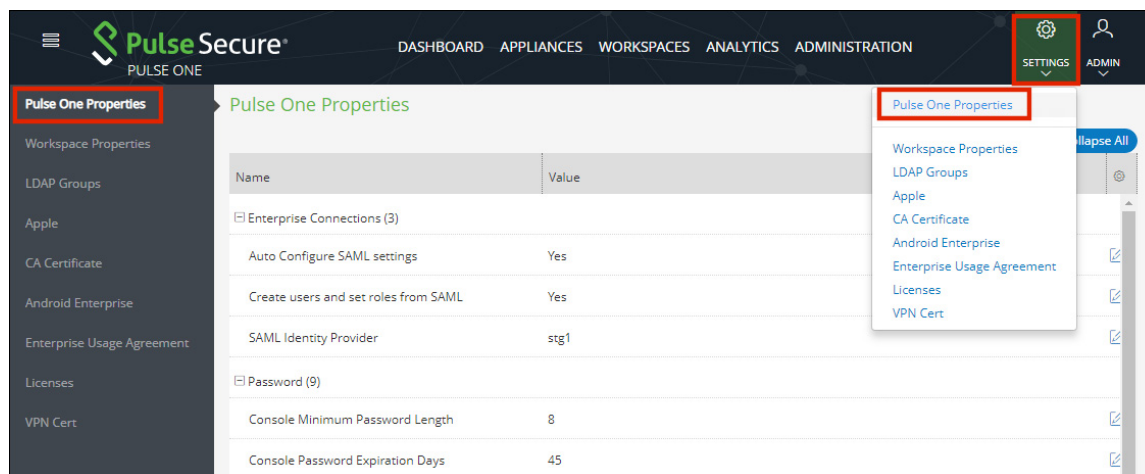 Pulse Secure®
PULSE ONE
DASHBOARD APPLIANCES WORKSPACES ANALYTICS ADMINISTRATION
SETTINGS
ADMIN
Pulse One Properties
Workspace Properties
LDAP Groups
Apple
CA Certificate
Android Enterprise
Enterprise Usage Agreement
Licenses
VPN Cert
Pulse One Properties
llapse All
Name Value
Enterprise Connections (3)
Auto Configure SAML settings Yes
Create users and set roles from SAML Yes
SAML Identity Provider stg1
Password (9)
Console Minimum Password Length 8
Console Password Expiration Days 45
Pulse One Properties
Workspace Properties
LDAP Groups
Apple
CA Certificate
Android Enterprise
Enterprise Usage Agreement
Licenses
VPN Cert